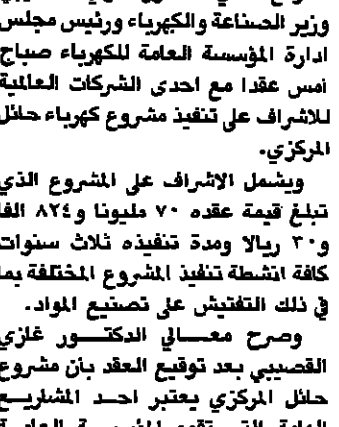 وزير الصناعة والكهرباء ورئيس مجلس
ادارة المؤسسة العامة للكهرباء صباح
أمس عقدا مع احدى الشركات العالمية
للاشراف على تنفيذ مشروع كهرباء حائل
المركزي.
ويشمل الاشراف على المشروع الذي
تبلغ قيمة عقده ٧٠ مليونا و٨٢٤ الفا
و٣٠ ريالا ومدة تنفيذه ثلاث سنوات
كافة انشطة تنفيذ المشروع المختلفة بما
في ذلك التفتيش على تصنيع المواد.
وصرح معالي الدكتور غازي
القصيبي بعد توقيع العقد بأن مشروع
حائل المركزي يعتبر احد المشاريع